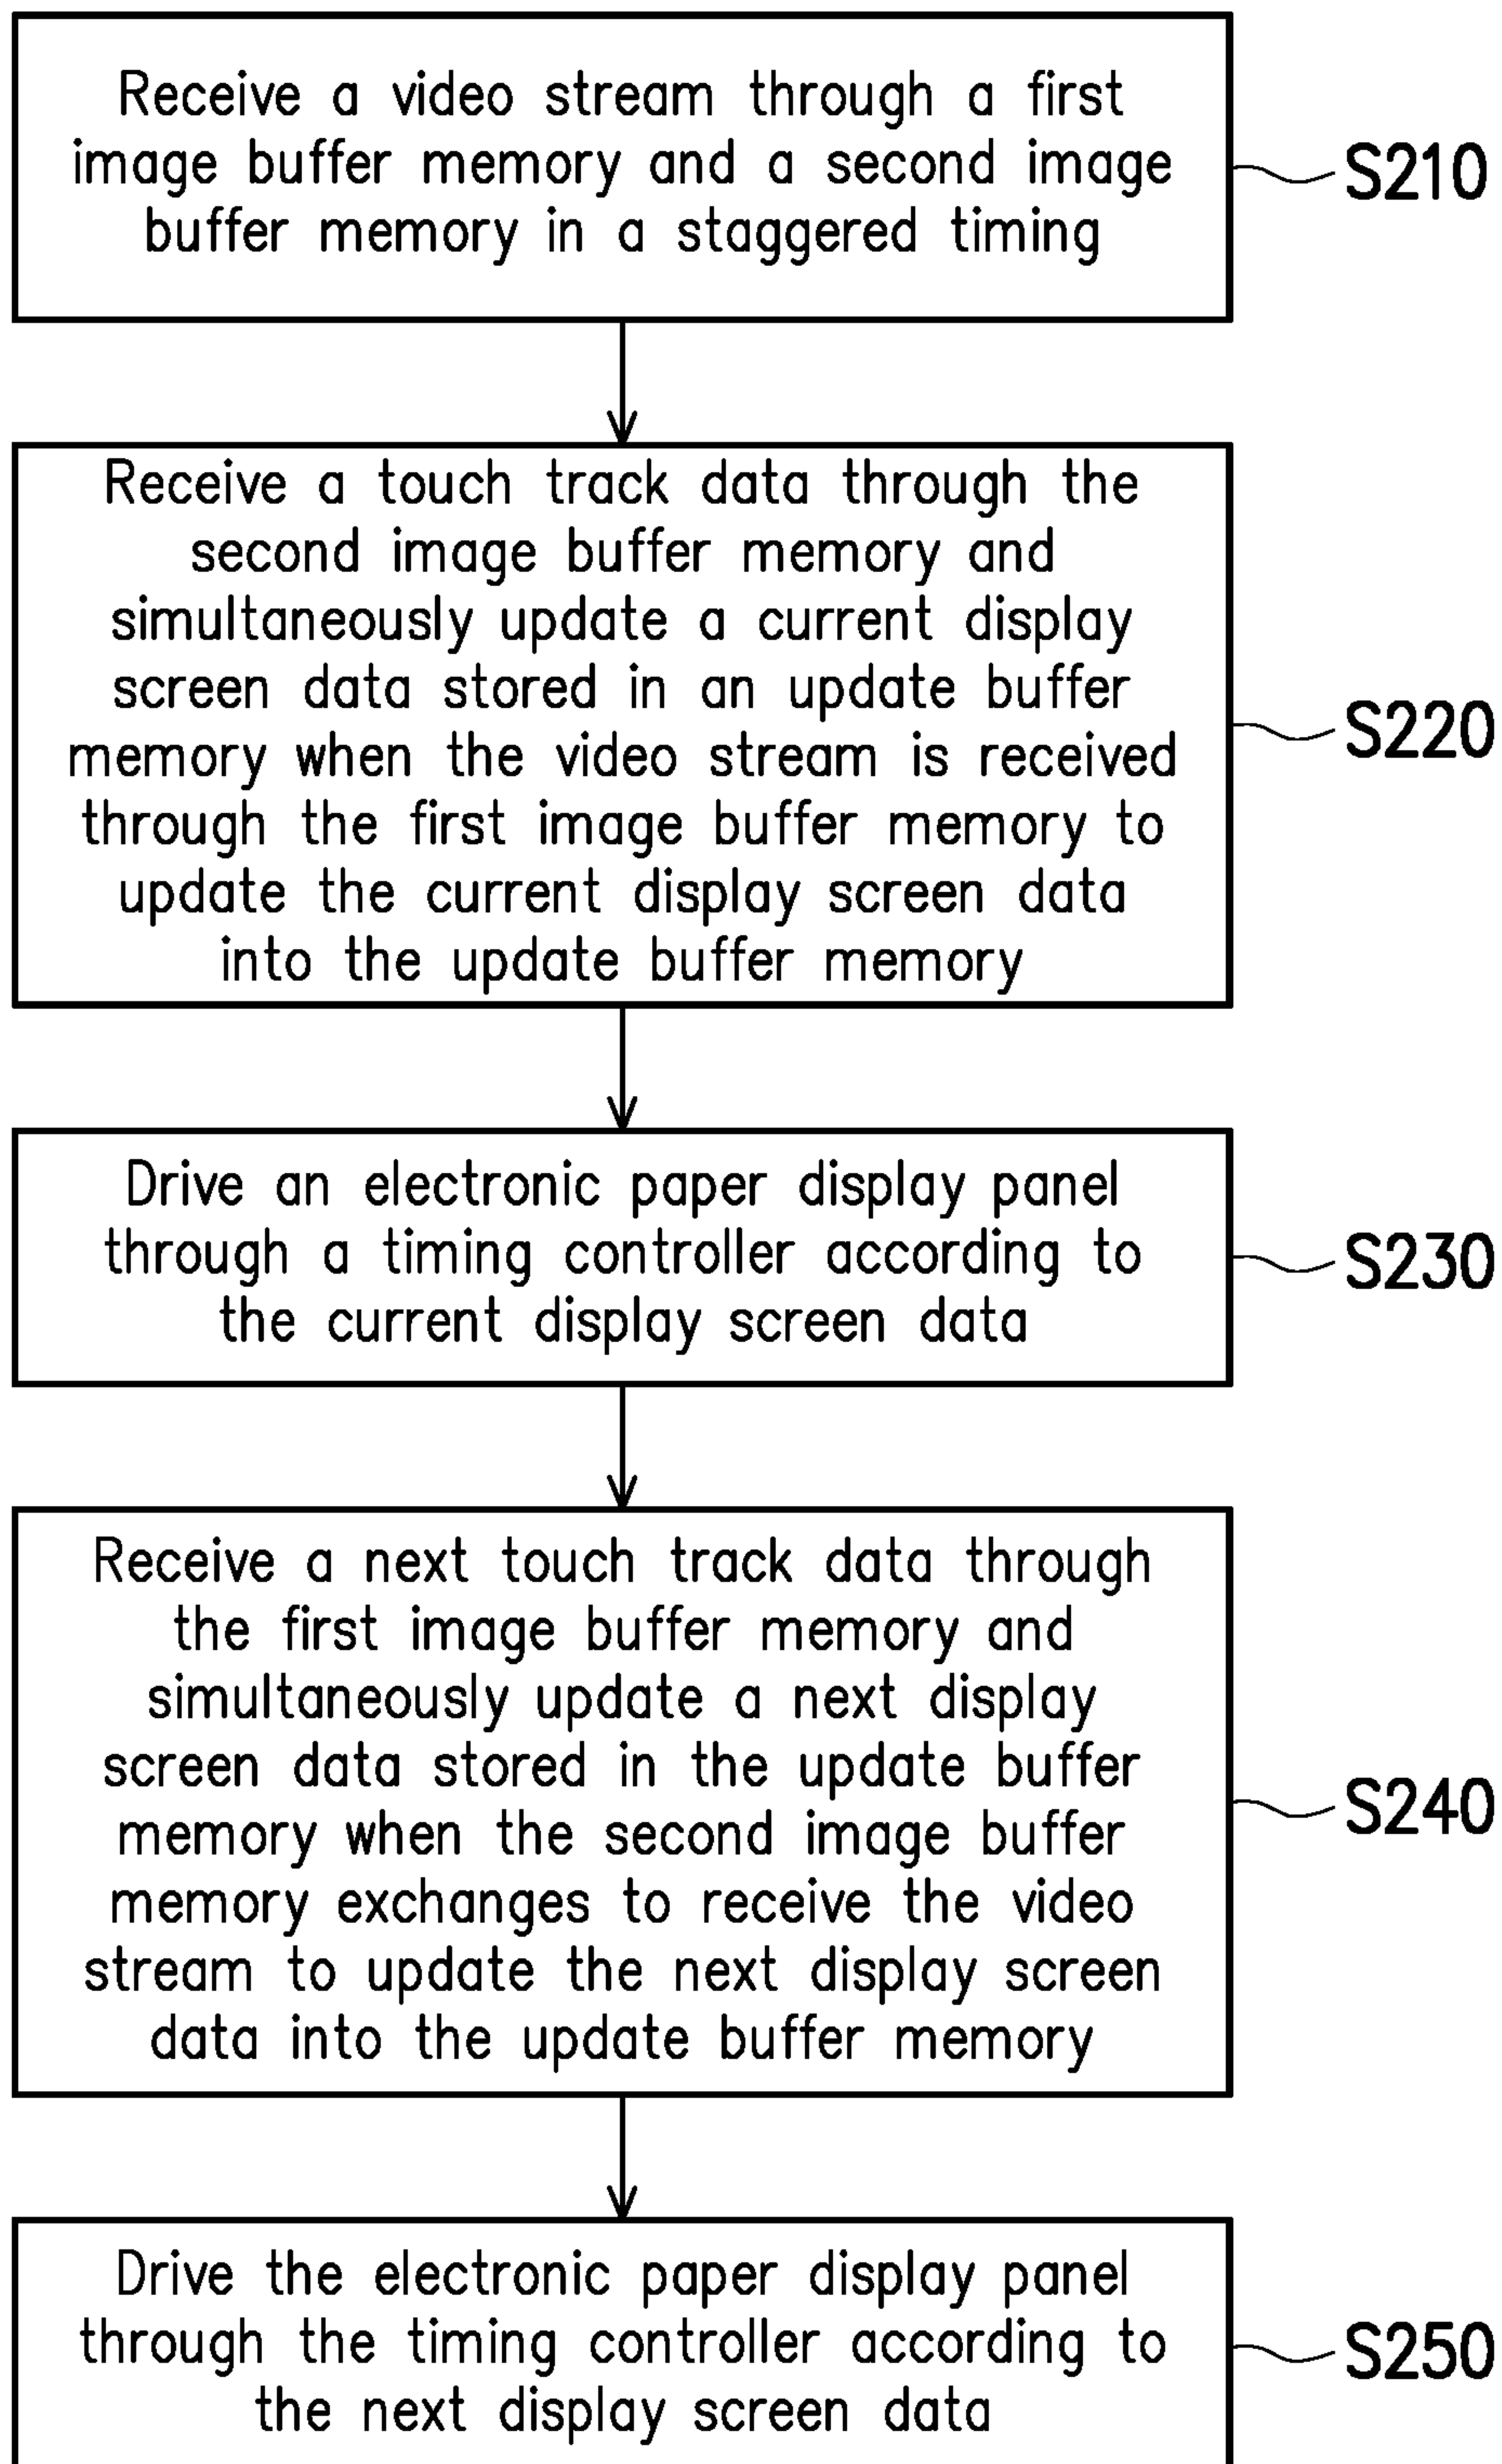 Receive a video stream through a first
image buffer memory and a second image
buffer memory in a staggered timing
S210
Receive a touch track data through the
second image buffer memory and
simultaneously update a current display
screen data stored in an update buffer
memory when the video stream is received
through the first image buffer memory to
update the current display screen data
into the update buffer memory
S220
Drive an electronic paper display panel
through a timing controller according to
the current display screen data
S230
Receive a next touch track data through
the first image buffer memory and
simultaneously update a next display
screen data stored in the update buffer
memory when the second image buffer
memory exchanges to receive the video
stream to update the next display screen
data into the update buffer memory
S240
Drive the electronic paper display panel
through the timing controller according to
the next display screen data
S250